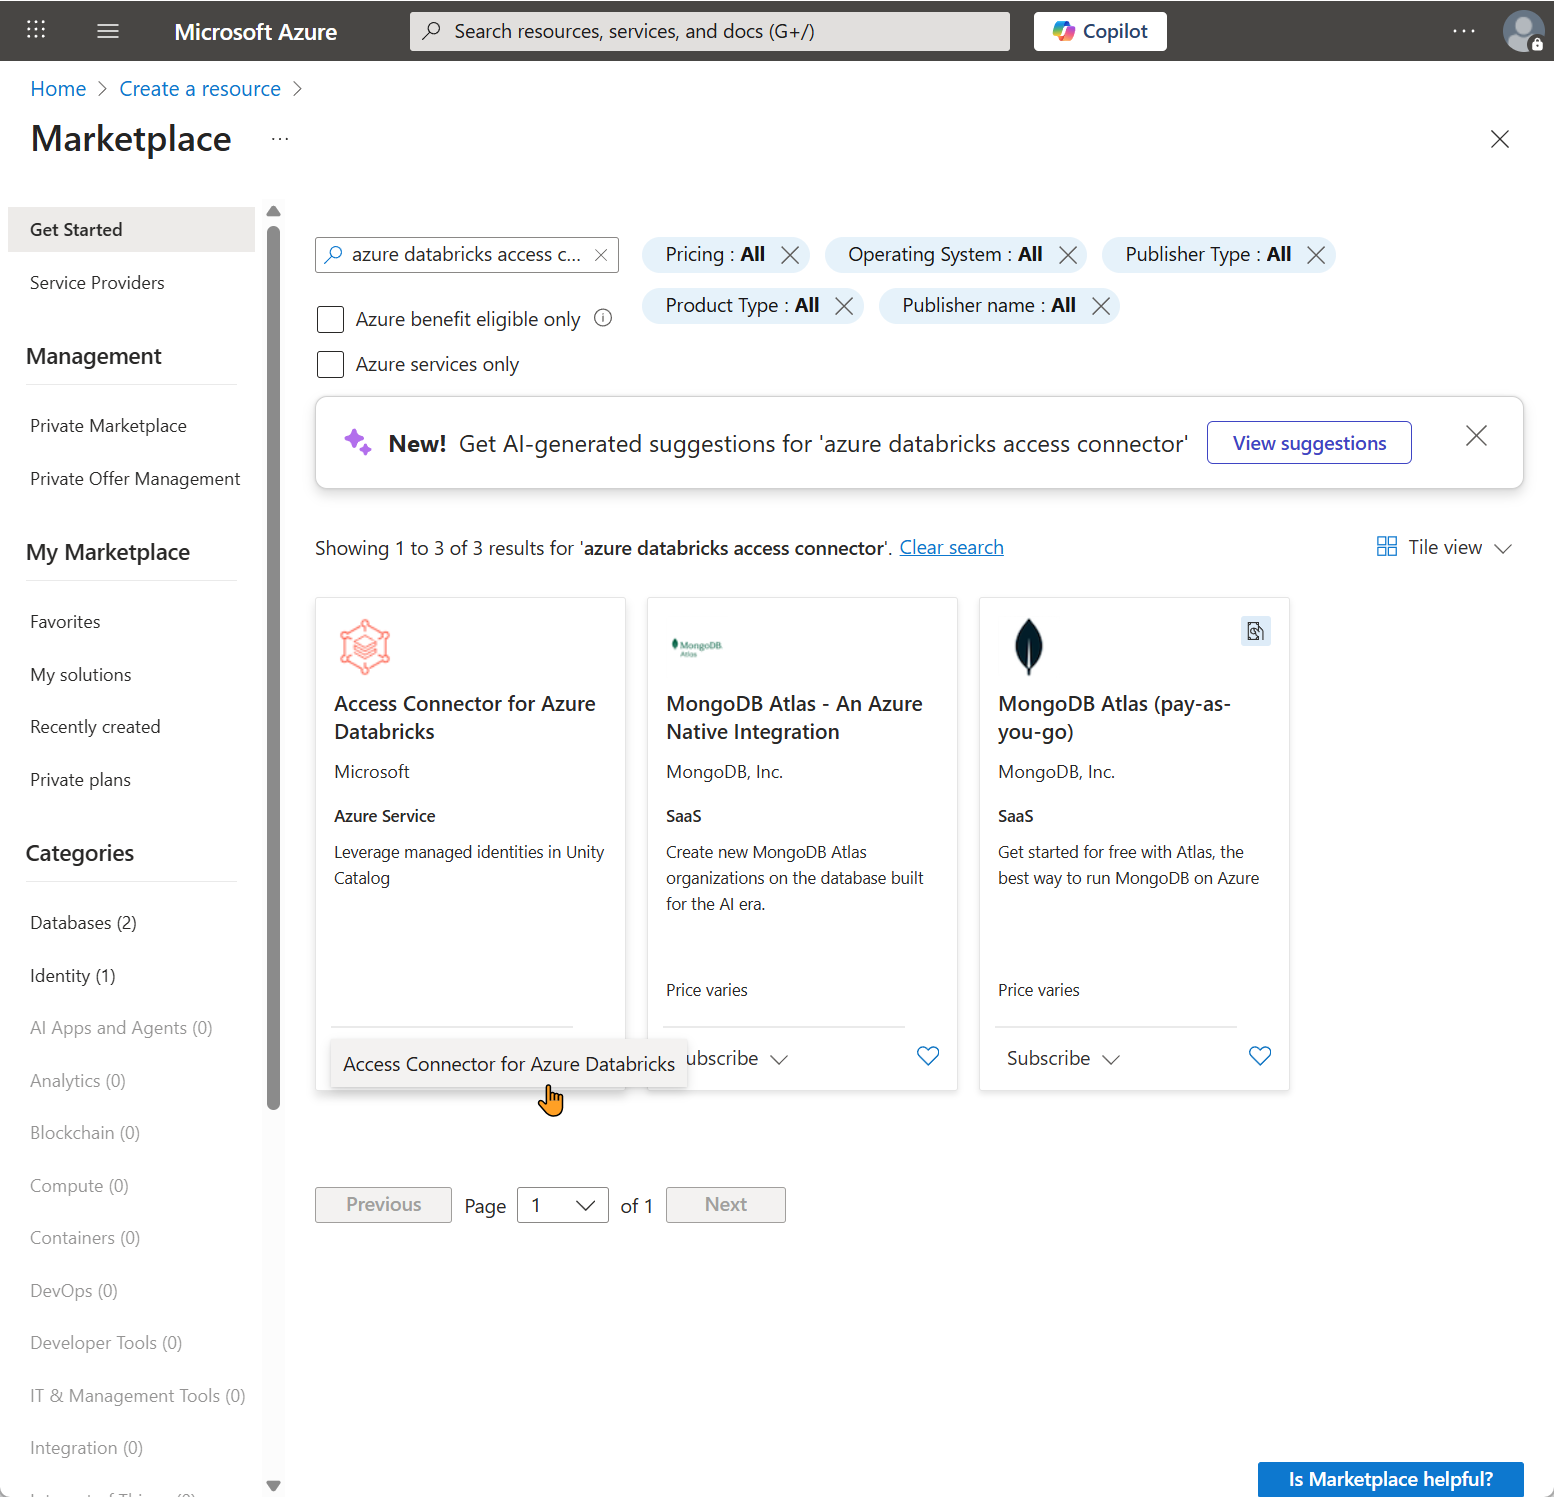 Microsoft Azure
Search resources, services, and docs (G+/)
Copilot
Home > Create a resource >
Marketplace ...
Get Started
Service Providers
Management
Private Marketplace
Private Offer Management
My Marketplace
Favorites
My solutions
Recently created
Private plans
Categories
Databases (2)
Identity (1)
AI Apps and Agents (0)
Analytics (0)
Blockchain (0)
Compute (0)
Containers (0)
DevOps (0)
Developer Tools (0)
IT & Management Tools (0)
Integration (0)
azure databricks access c...
Pricing : All
Operating System : All
Publisher Type : All
Product Type : All
Publisher name : All
Azure benefit eligible only
Azure services only
New! Get AI-generated suggestions for 'azure databricks access connector'
View suggestions
Showing 1 to 3 of 3 results for 'azure databricks access connector'. Clear search
Tile view
Access Connector for Azure
Databricks
Microsoft
Azure Service
Leverage managed identities in Unity
Catalog
Access Connector for Azure Databricks
MongoDB
Atlas
MongoDB Atlas - An Azure
Native Integration
MongoDB, Inc.
SaaS
Create new MongoDB Atlas
organizations on the database built
for the AI era.
Price varies
ubscribe
MongoDB Atlas (pay-as-
you-go)
MongoDB, Inc.
SaaS
Get started for free with Atlas, the
best way to run MongoDB on Azure
Price varies
Subscribe
Previous
Page 1 of 1
Next
Is Marketplace helpful?